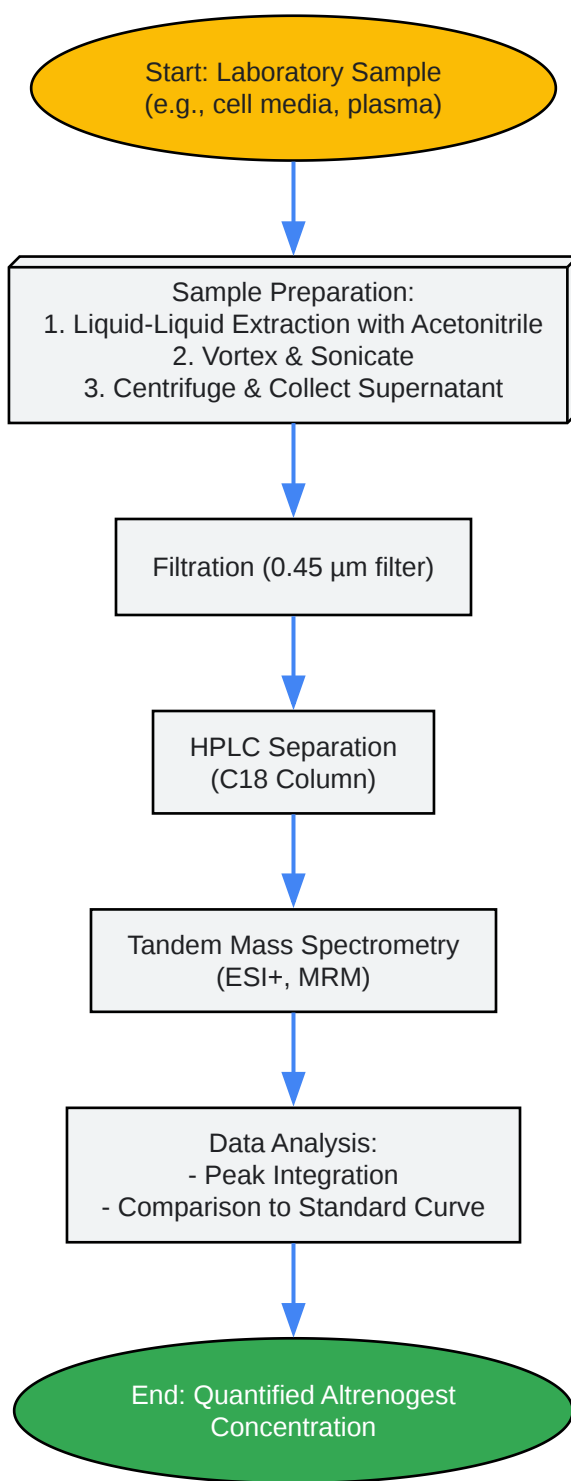 Start: Laboratory Sample
(e.g., cell media, plasma)
Sample Preparation:
1. Liquid-Liquid Extraction with Acetonitrile
2. Vortex & Sonicate
3. Centrifuge & Collect Supernatant
Filtration (0.45 µm filter)
HPLC Separation
(C18 Column)
Tandem Mass Spectrometry
(ESI+, MRM)
Data Analysis:
- Peak Integration
- Comparison to Standard Curve
End: Quantified Altrenogest
Concentration